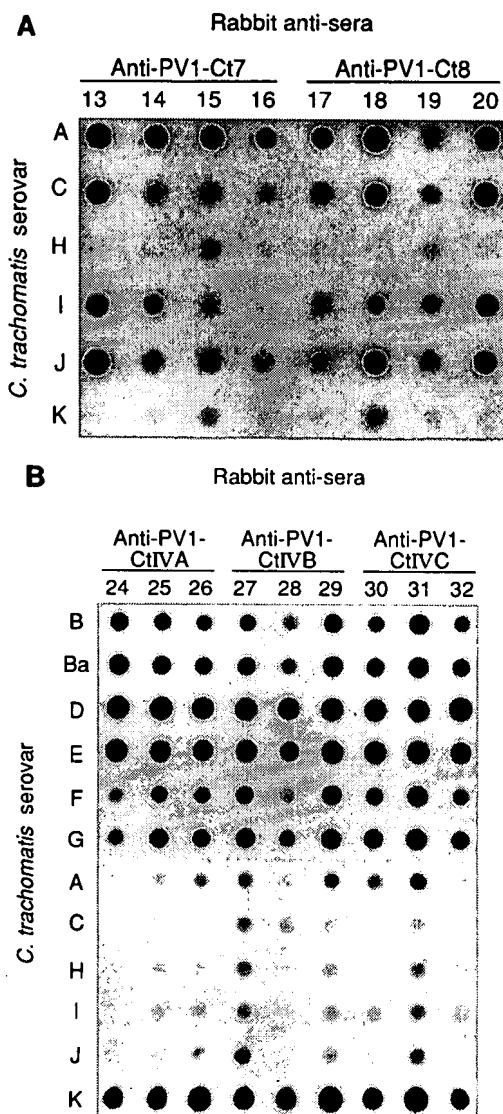 A
Rabbit anti-sera
Anti-PV1-Ct7 Anti-PV1-Ct8
13 14 15 16 17 18 19 20
C. trachomatis serovar
A
C
H
I
J
K
B
Rabbit anti-sera
Anti-PV1-CtIVA Anti-PV1-CtIVB Anti-PV1-CtIVC
24 25 26 27 28 29 30 31 32
C. trachomatis serovar
B
Ba
D
E
F
G
A
C
H
I
J
K